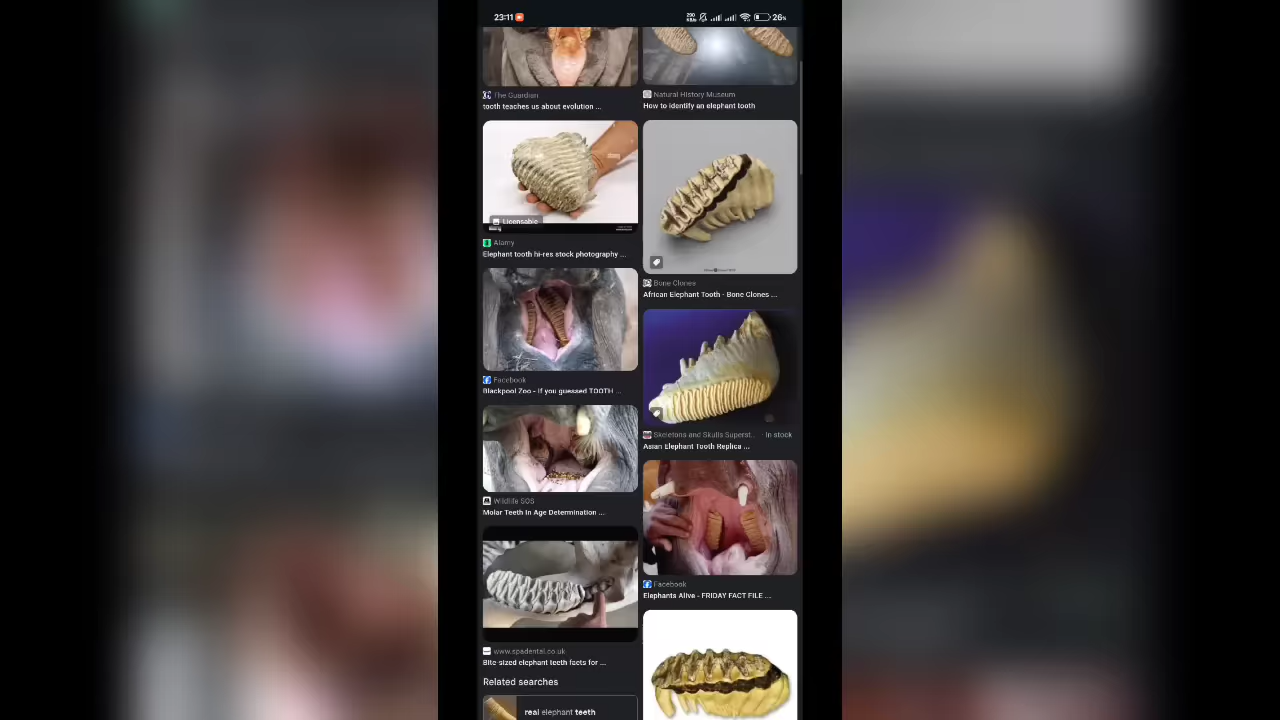 23:11
290
KB/s
26%
The Guardian
tooth teaches us about evolution ...
Natural History Museum
How to identify an elephant tooth
Licensable
Alamy
Elephant tooth hi-res stock photography ...
Bone Clones
African Elephant Tooth - Bone Clones ...
Facebook
Blackpool Zoo - If you guessed TOOTH ...
Skeletons and Skulls Superst... · In stock
Asian Elephant Tooth Replica ...
Wildlife SOS
Molar Teeth In Age Determination ...
Facebook
Elephants Alive - FRIDAY FACT FILE ...
www.spadental.co.uk
Bite-sized elephant teeth facts for ...
Related searches
real elephant teeth